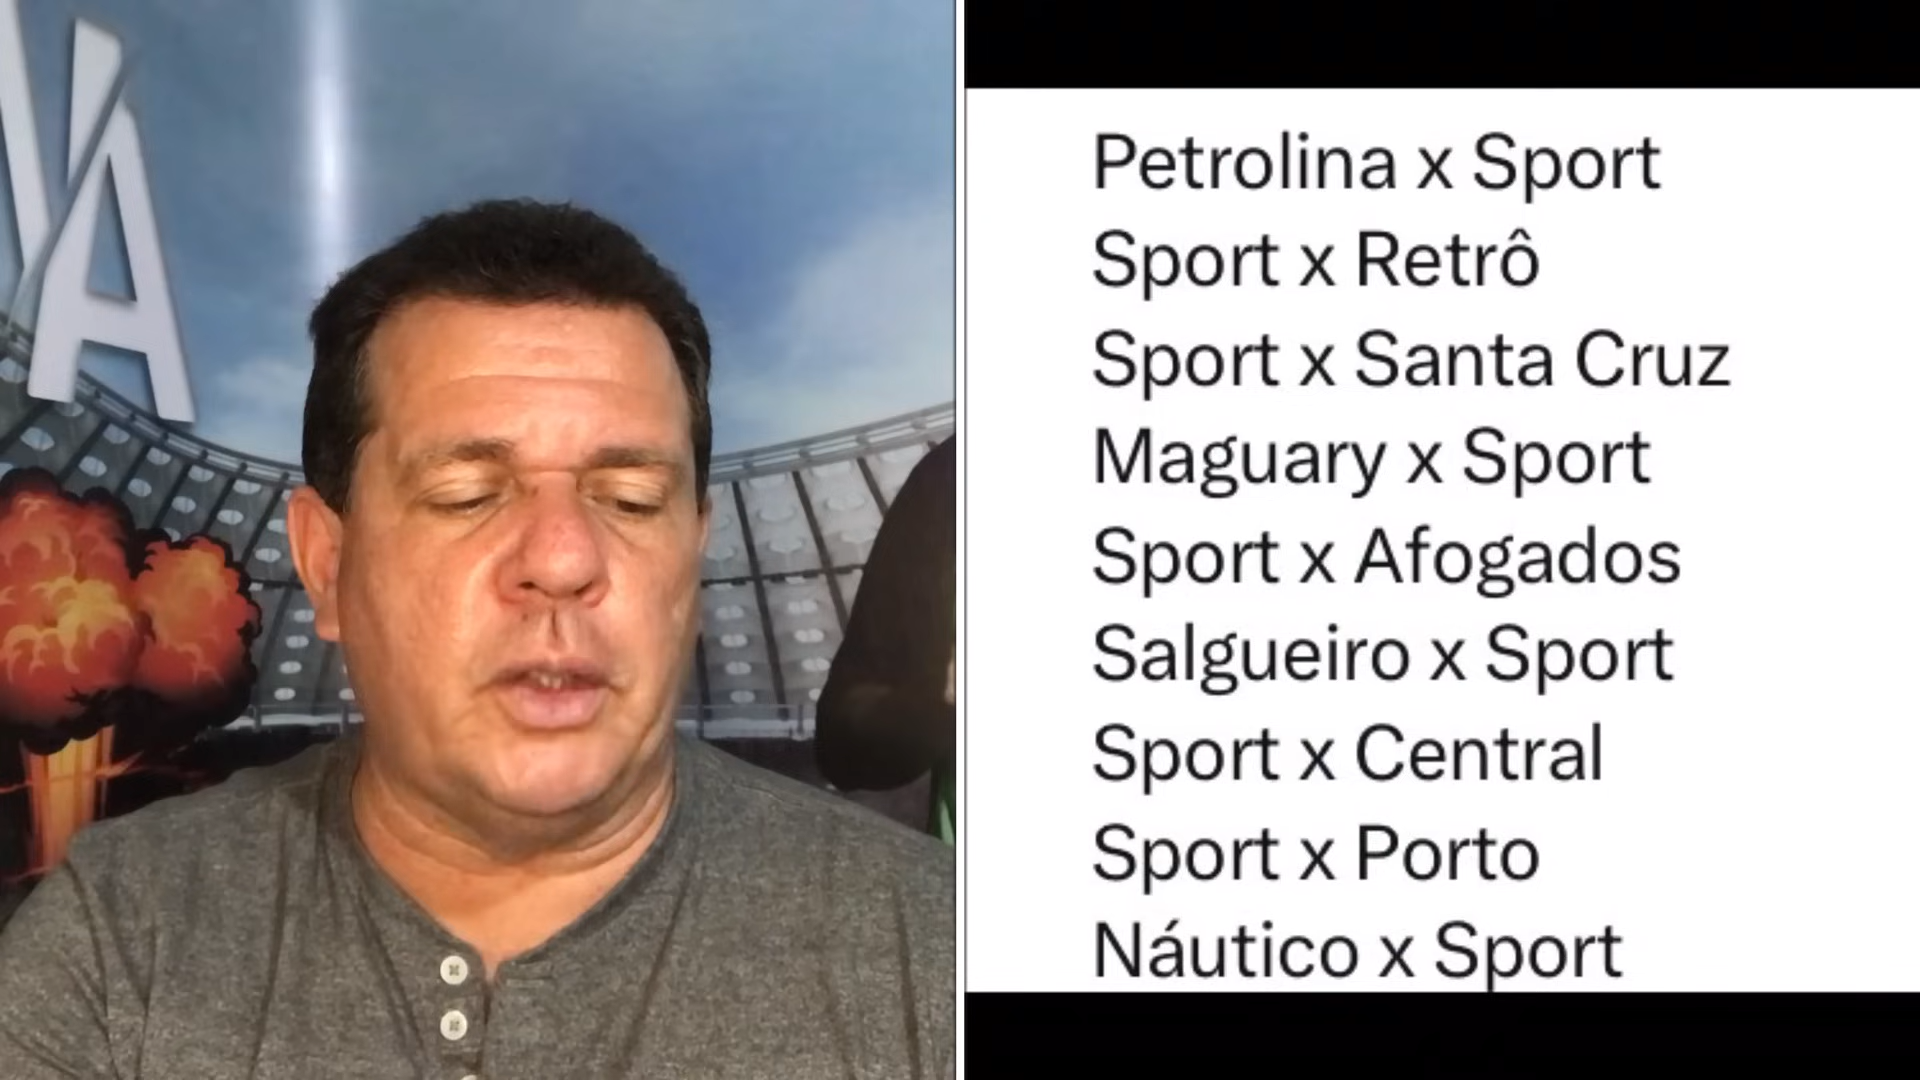 VA
Petrolina x Sport
Sport x Retrô
Sport x Santa Cruz
Maguary x Sport
Sport x Afogados
Salgueiro x Sport
Sport x Central
Sport x Porto
Náutico x Sport